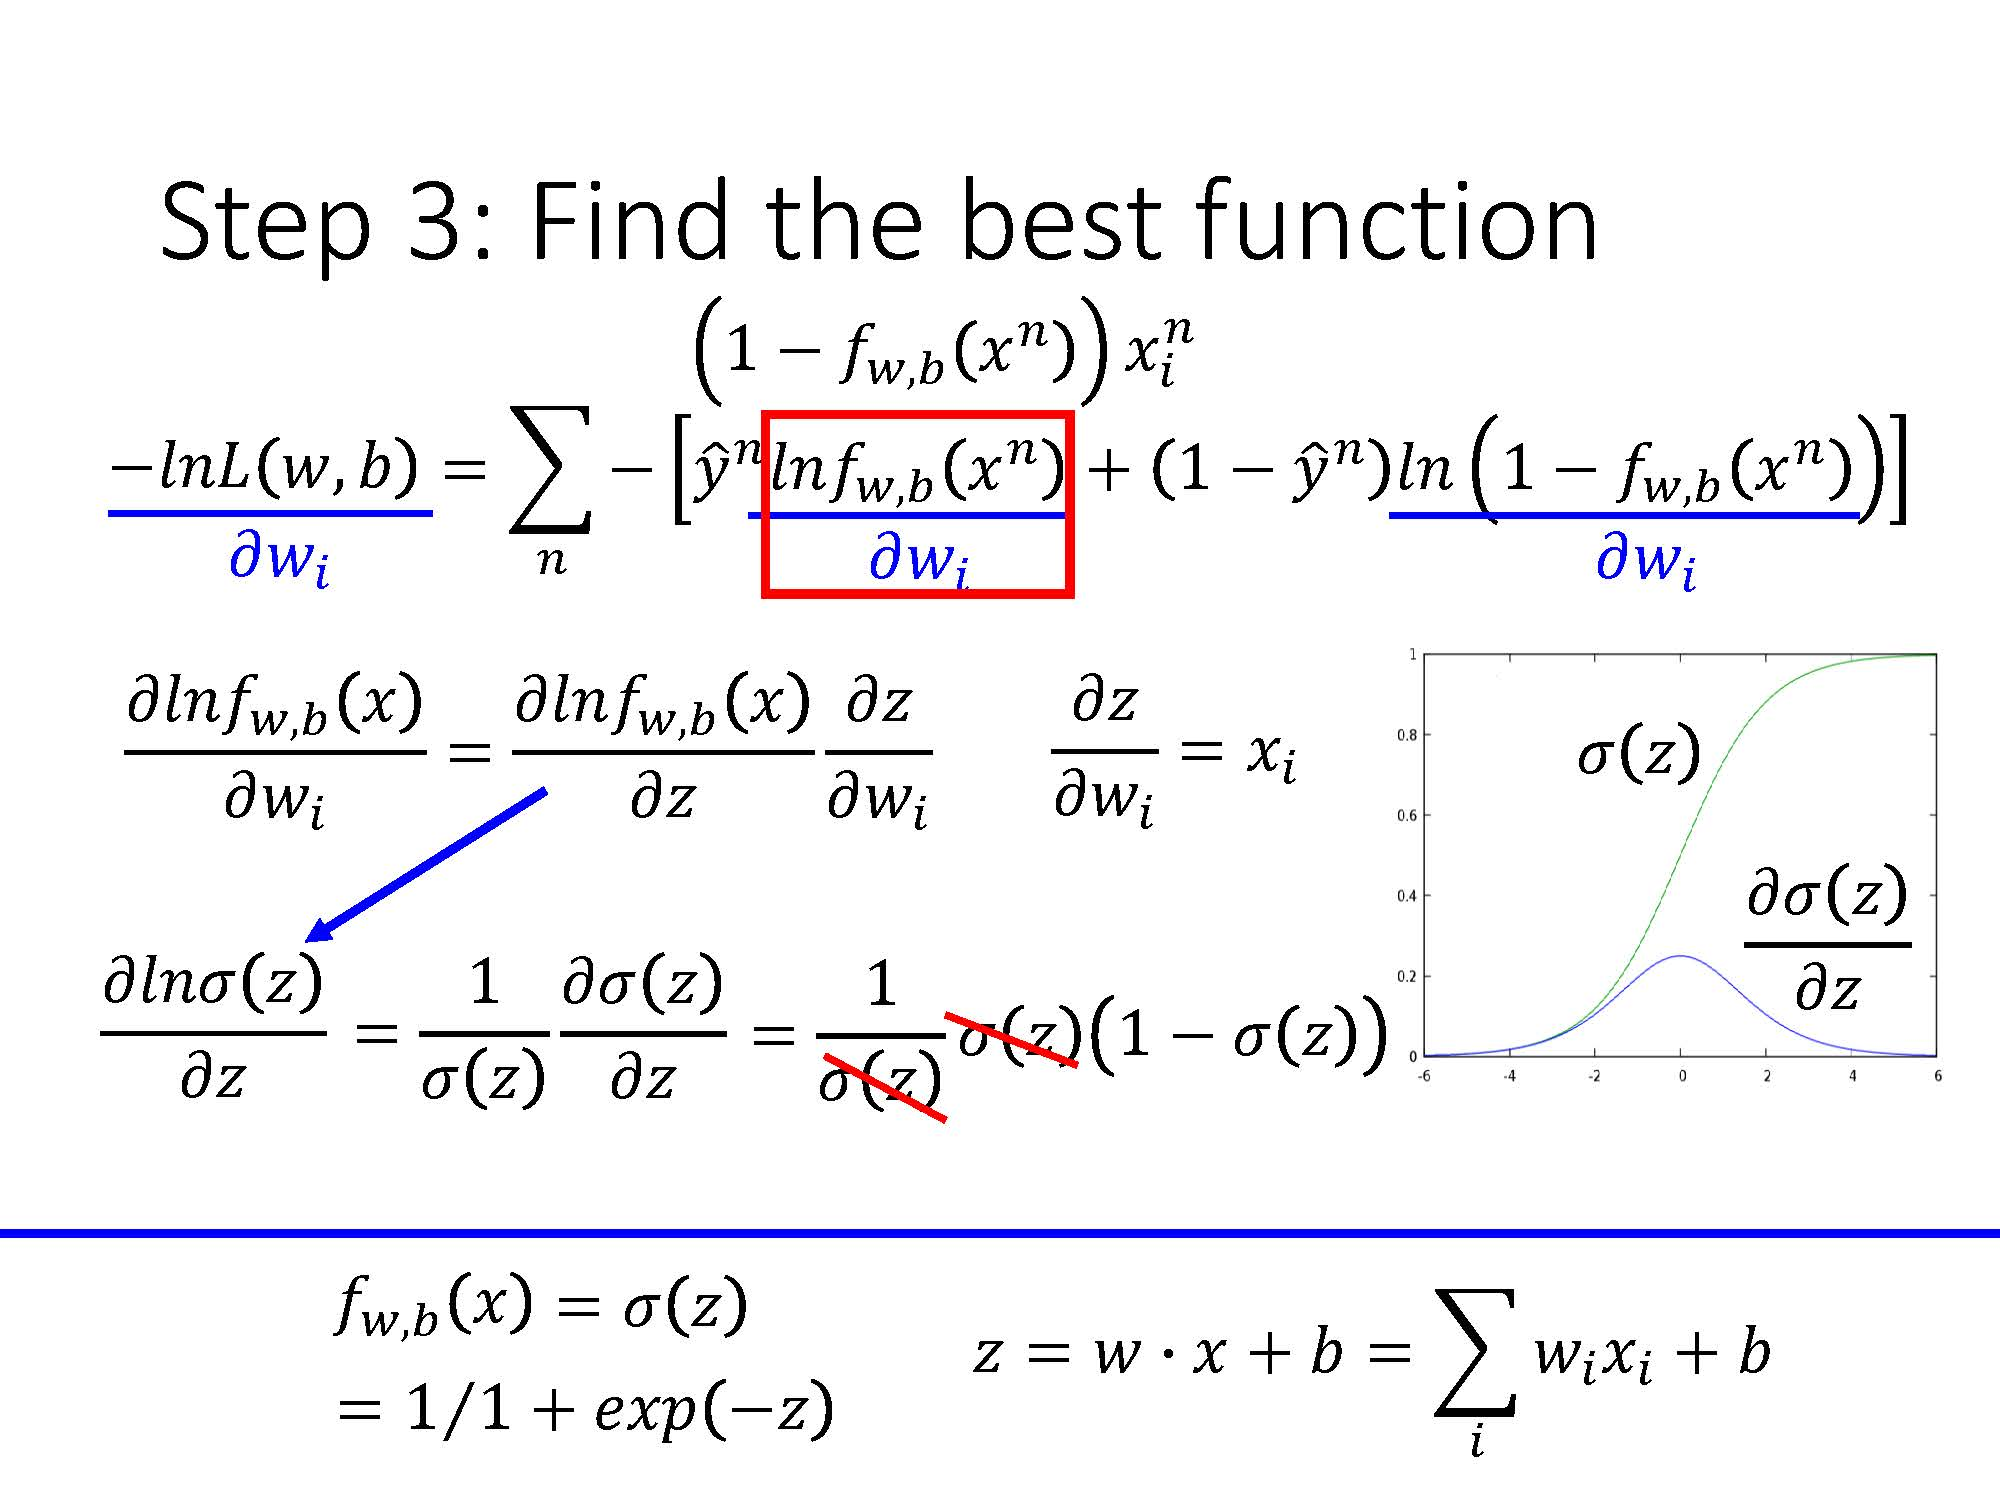 Step 3: Find the best function
(1 − f_{w,b}(x^n)) x_i^n
−lnL(w, b) / ∂w_i = ∑_n − [ŷ^n lnf_{w,b}(x^n) / ∂w_i + (1 − ŷ^n) ln(1 − f_{w,b}(x^n)) / ∂w_i]
∂lnf_{w,b}(x) / ∂w_i = ∂lnf_{w,b}(x) / ∂z ∂z / ∂w_i
∂z / ∂w_i = x_i
∂lnσ(z) / ∂z = 1 / σ(z) ∂σ(z) / ∂z = 1 / σ(z) σ(z)(1 − σ(z))
1
0.8
0.6
0.4
0.2
0
-6 -4 -2 0 2 4 6
σ(z)
∂σ(z) / ∂z
f_{w,b}(x) = σ(z)
= 1/1 + exp(−z)
z = w · x + b = ∑_i w_i x_i + b